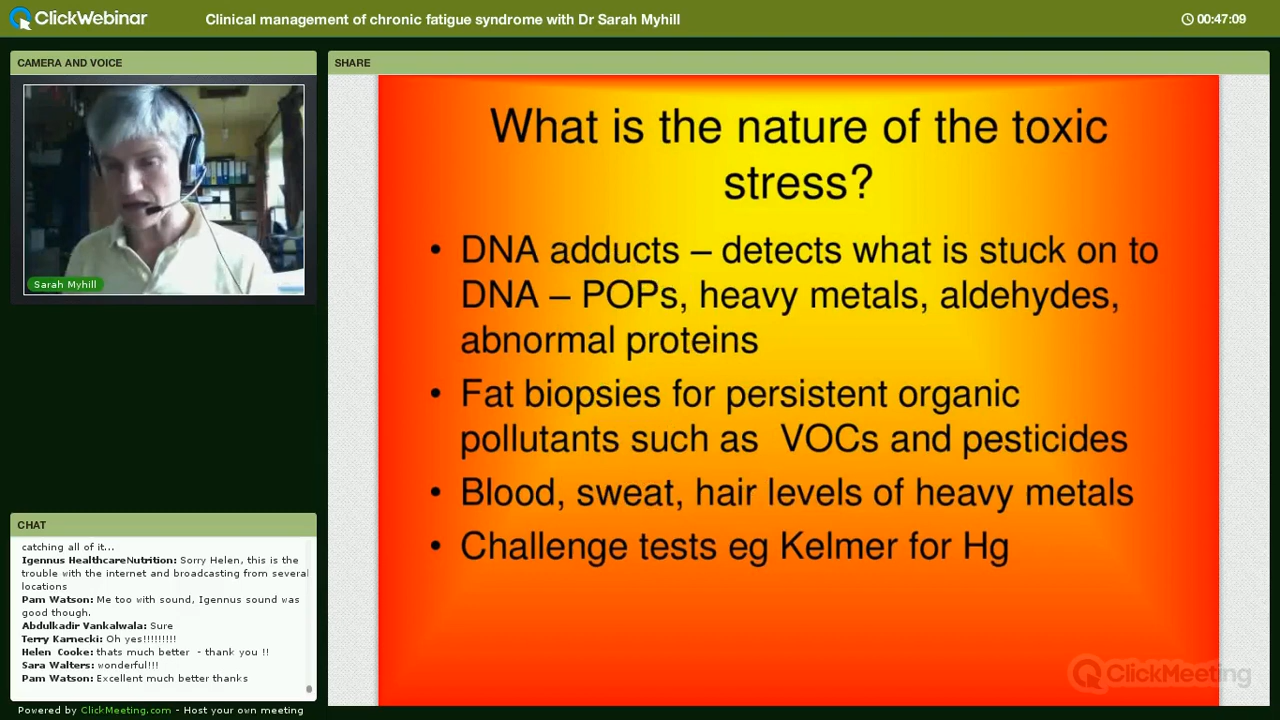 ClickWebinar
Clinical management of chronic fatigue syndrome with Dr Sarah Myhill
00:47:09
CAMERA AND VOICE
Sarah Myhill
SHARE
What is the nature of the toxic
stress?
• DNA adducts – detects what is stuck on to
DNA – POPs, heavy metals, aldehydes,
abnormal proteins
• Fat biopsies for persistent organic
pollutants such as  VOCs and pesticides
• Blood, sweat, hair levels of heavy metals
• Challenge tests eg Kelmer for Hg
ClickMeeting
CHAT
catching all of it...
Igennus HealthcareNutrition: Sorry Helen, this is the
trouble with the internet and broadcasting from several
locations
Pam Watson: Me too with sound, Igennus sound was
good though.
Abdulkadir Vankalwala: Sure
Terry Karnecki: Oh yes!!!!!!!!!
Helen  Cooke: thats much better  - thank you !!
Sara Walters: wonderful!!!
Pam Watson: Excellent much better thanks
Powered by ClickMeeting.com - Host your own meeting